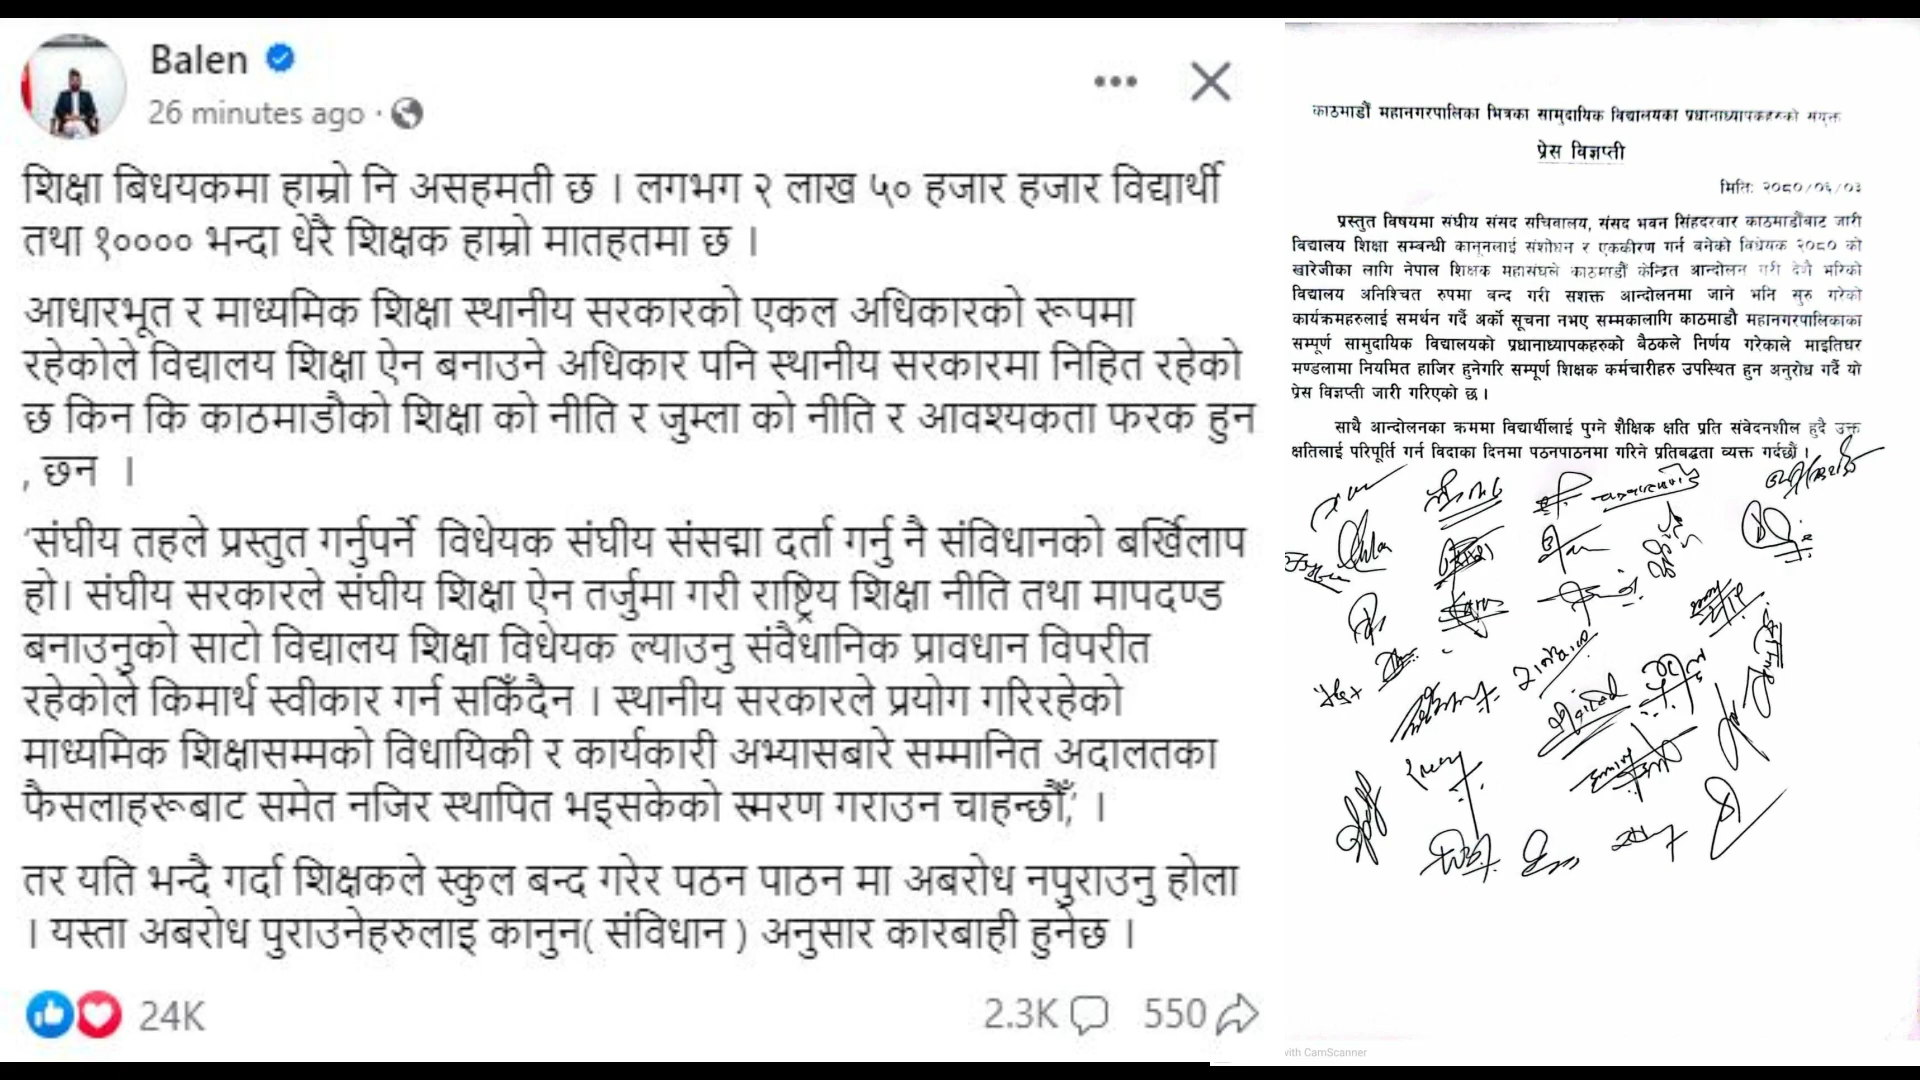 Balen
26 minutes ago ·
शिक्षा बिधयकमा हाम्रो नि असहमती छ । लगभग २ लाख ५० हजार हजार विद्यार्थी
तथा १०००० भन्दा धेरै शिक्षक हाम्रो मातहतमा छ ।
आधारभूत र माध्यमिक शिक्षा स्थानीय सरकारको एकल अधिकारको रूपमा
रहेकोले विद्यालय शिक्षा ऐन बनाउने अधिकार पनि स्थानीय सरकारमा निहित रहेको
छ किन कि काठमाडौको शिक्षा को नीति र जुम्ला को नीति र आवश्यकता फरक हुन
, छन ।
‘संघीय तहले प्रस्तुत गर्नुपर्ने विधेयक संघीय संसद्मा दर्ता गर्नु नै संविधानको बर्खिलाप
हो। संघीय सरकारले संघीय शिक्षा ऐन तर्जुमा गरी राष्ट्रिय शिक्षा नीति तथा मापदण्ड
बनाउनुको साटो विद्यालय शिक्षा विधेयक ल्याउनु संवैधानिक प्रावधान विपरीत
रहेकोले किमार्थ स्वीकार गर्न सकिँदैन । स्थानीय सरकारले प्रयोग गरिरहेको
माध्यमिक शिक्षासम्मको विधायिकी र कार्यकारी अभ्यासबारे सम्मानित अदालतका
फैसलाहरूबाट समेत नजिर स्थापित भइसकेको स्मरण गराउन चाहन्छौँ,’ ।
तर यति भन्दै गर्दा शिक्षकले स्कुल बन्द गरेर पठन पाठन मा अबरोध नपुराउनु होला
। यस्ता अबरोध पुराउनेहरुलाइ कानुन( संविधान ) अनुसार कारबाही हुनेछ ।
24K
2.3K
550
काठमाडौं महानगरपालिका भित्रका सामुदायिक विद्यालयका प्रधानाध्यापकहरुको संयुक्त
प्रेस विज्ञप्ती
मिति: २०८०/०६/०३
प्रस्तुत विषयमा संघीय संसद सचिवालय, संसद भवन सिंहदरवार काठमाडौंबाट जारी
विद्यालय शिक्षा सम्बन्धी कानूनलाई संशोधन र एककीरण गर्न बनेको विधेयक २०८० को
खारेजीका लागि नेपाल शिक्षक महासंघले काठमाडौं केन्द्रित आन्दोलन गरी देशै भरिको
विद्यालय अनिश्चित रुपमा बन्द गरी सशक्त आन्दोलनमा जाने भनि सुरु गरेको
कार्यक्रमहरुलाई समर्थन गर्दै अर्को सूचना नभए सम्मकालागि काठमाडौ महानगरपालिकाका
सम्पूर्ण सामुदायिक विद्यालयको प्रधानाध्यापकहरुको बैठकले निर्णय गरेकाले माइतिघर
मण्डलामा नियमित हाजिर हुनेगरि सम्पूर्ण शिक्षक कर्मचारीहरु उपस्थित हुन अनुरोध गर्दै यो
प्रेस विज्ञप्ती जारी गरिएको छ ।
साथै आन्दोलनका क्रममा विद्यार्थीलाई पुग्ने शैक्षिक क्षति प्रति संवेदनशील हुदै उक्त
क्षतिलाई परिपूर्ति गर्न विदाका दिनमा पठनपाठनमा गरिने प्रतिबद्धता व्यक्त गर्दछौं ।
with CamScanner